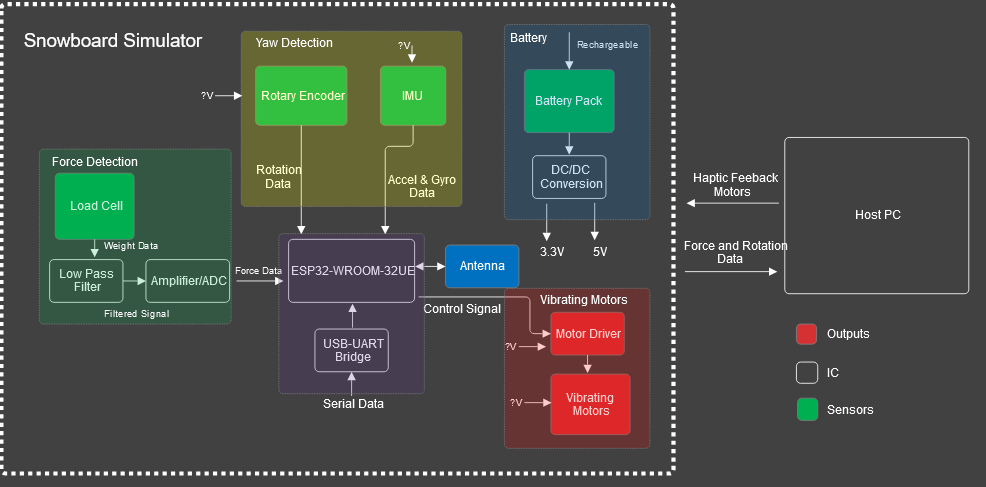 Snowboard Simulator
Yaw Detection
?V
?V
Rotary Encoder
IMU
Rotation
Data
Accel & Gyro
Data
Battery
Rechargeable
Battery Pack
DC/DC
Conversion
3.3V
5V
Force Detection
Load Cell
Weight Data
Low Pass
Filter
Amplifier/ADC
Filtered Signal
Force Data
ESP32-WROOM-32UE
Antenna
USB-UART
Bridge
Serial Data
Control Signal
Vibrating Motors
Motor Driver
?V
?V
Vibrating
Motors
Haptic Feeback
Motors
Force and Rotation
Data
Host PC
Outputs
IC
Sensors